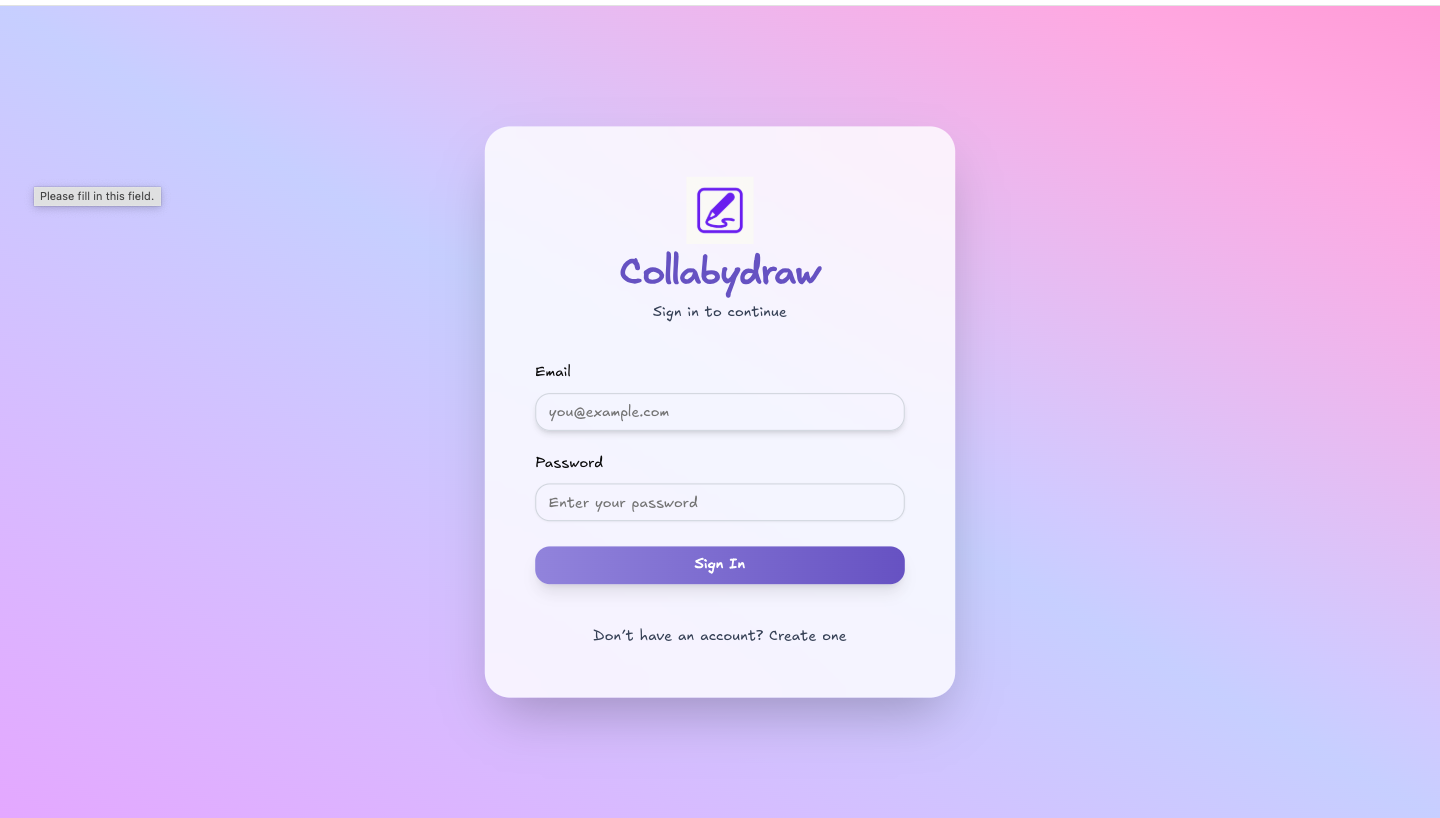 Please fill in this field.
Collabydraw
Sign in to continue
Email
you@example.com
Password
Enter your password
Sign In
Don't have an account? Create one